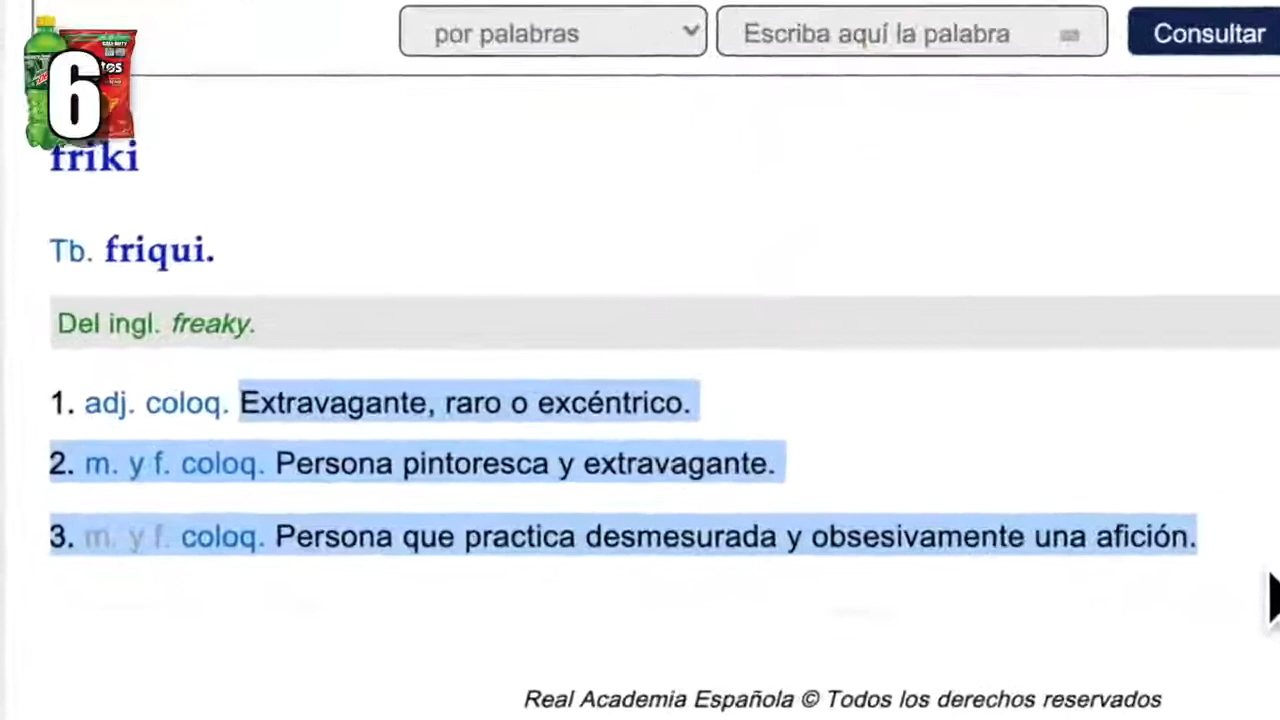 por palabras
Escriba aquí la palabra
Consultar
6
friki
Tb. friqui.
Del ingl. freaky.
1. adj. coloq. Extravagante, raro o excéntrico.
2. m. y f. coloq. Persona pintoresca y extravagante.
3. m. y f. coloq. Persona que practica desmesurada y obsesivamente una afición.
Real Academia Española © Todos los derechos reservados